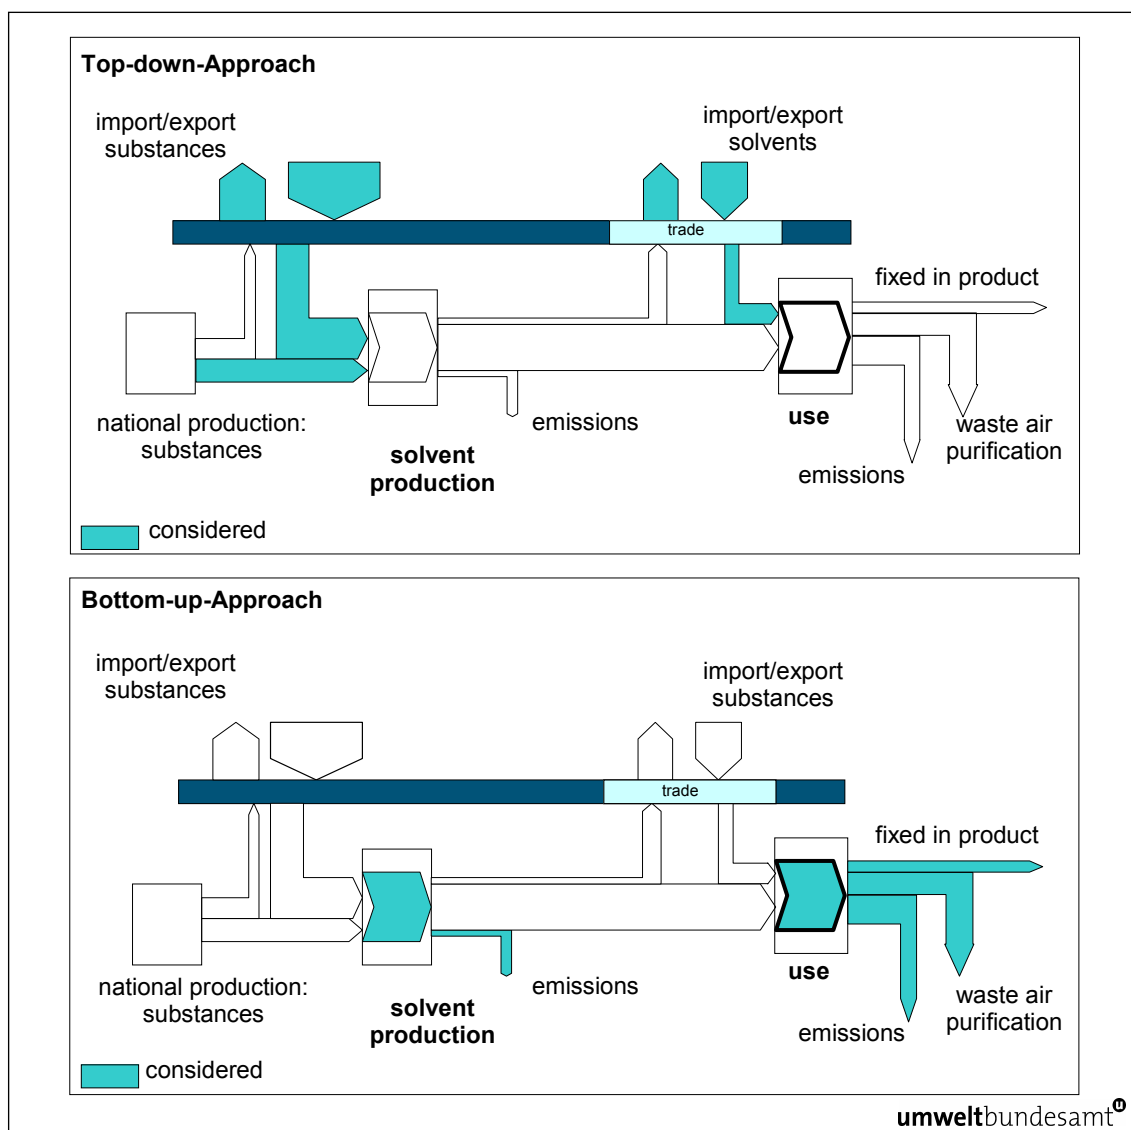 Top-down-Approach
import/export
substances
import/export
solvents
trade
fixed in product
national production:
substances
solvent
production
emissions
use
waste air
purification
emissions
considered
Bottom-up-Approach
import/export
substances
import/export
substances
trade
fixed in product
national production:
substances
solvent
production
emissions
use
waste air
purification
emissions
considered
umweltbundesamt